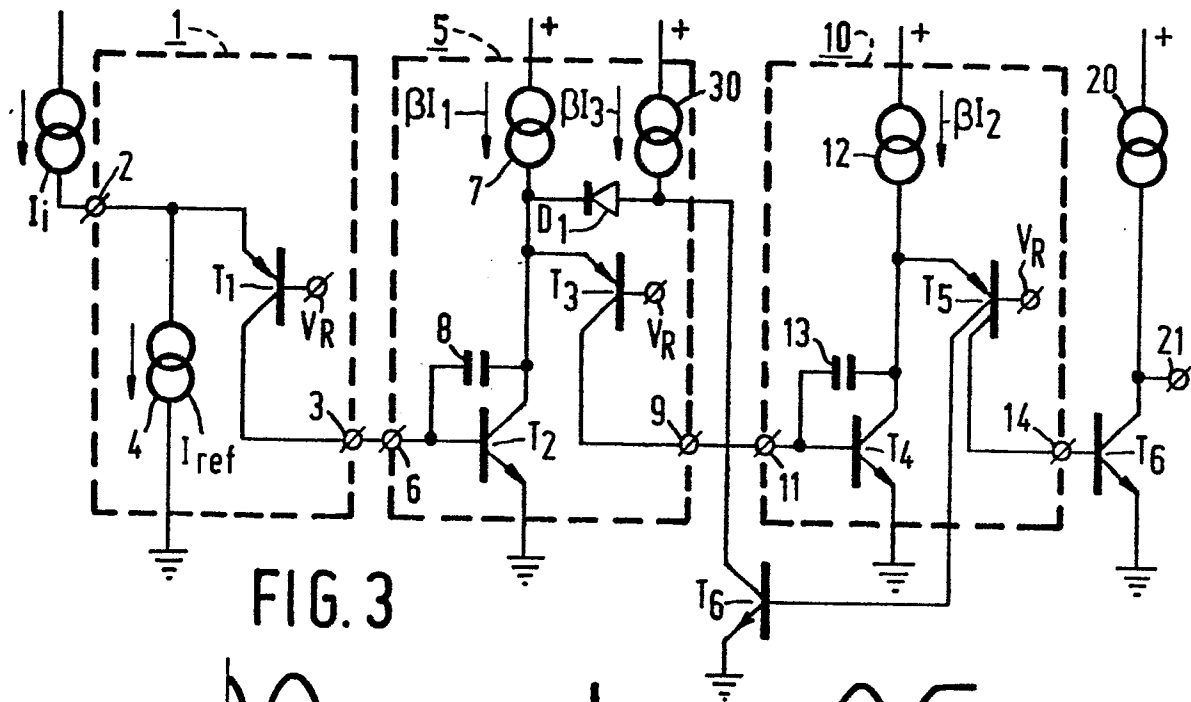 1
5
10
+
+
+
+
βI1
βI3
30
βI2
20
2
7
12
Ii
D1
T1
VR
T3
VR
T5
VR
8
13
21
4
Iref
3
6
T2
9
11
T4
14
T6
T6
FIG. 3